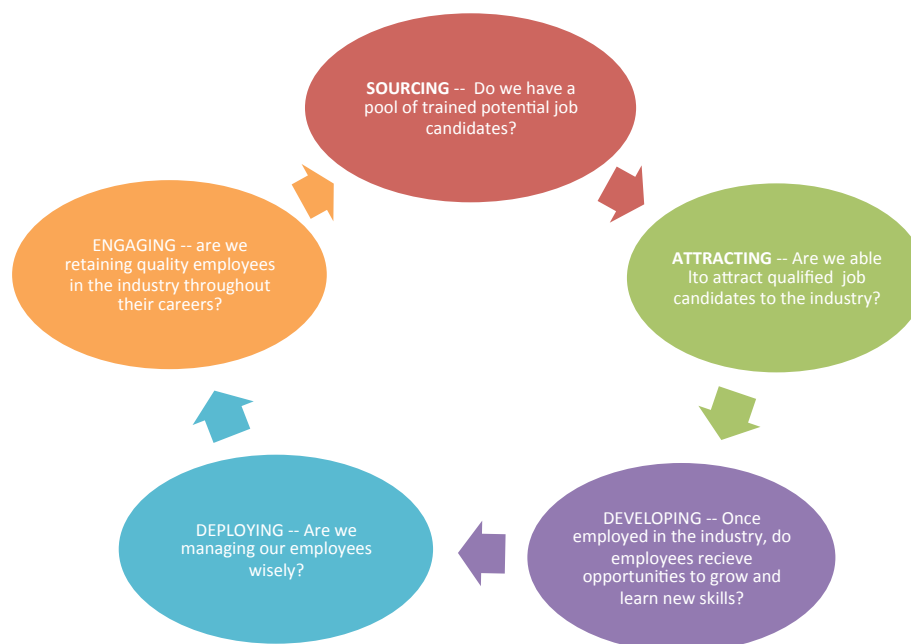 SOURCING -- Do we have a
pool of trained potential job
candidates?
ATTRACTING -- Are we able
lto attract qualified job
candidates to the industry?
DEVELOPING -- Once
employed in the industry, do
employees recieve
opportunities to grow and
learn new skills?
DEPLOYING -- Are we
managing our employees
wisely?
ENGAGING -- are we
retaining quality employees
in the industry throughout
their careers?